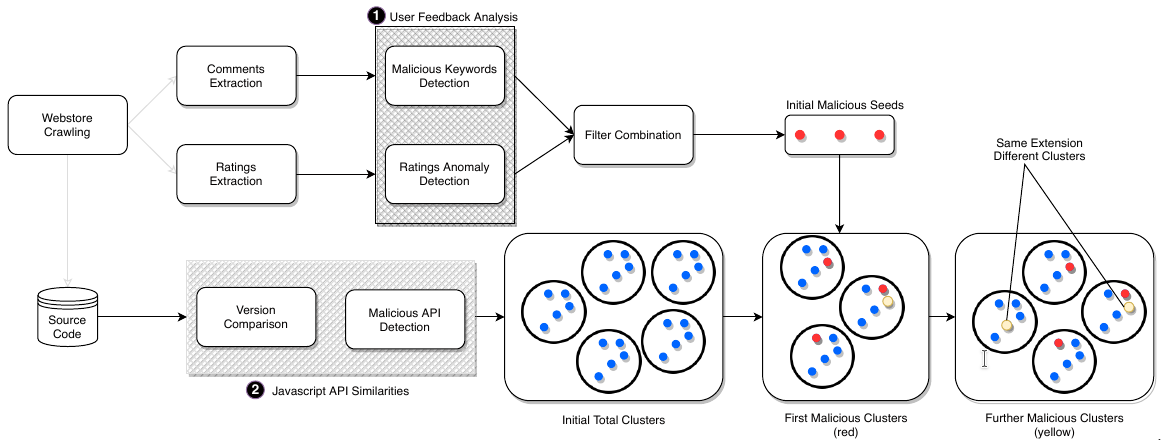 1 User Feedback Analysis
Comments
Extraction
Malicious Keywords
Detection
Webstore
Crawling
Filter Combination
Initial Malicious Seeds
Ratings
Extraction
Ratings Anomaly
Detection
Same Extension
Different Clusters
Source
Code
Version
Comparison
Malicious API
Detection
2 Javascript API Similarities
Initial Total Clusters
First Malicious Clusters
(red)
Further Malicious Clusters
(yellow)